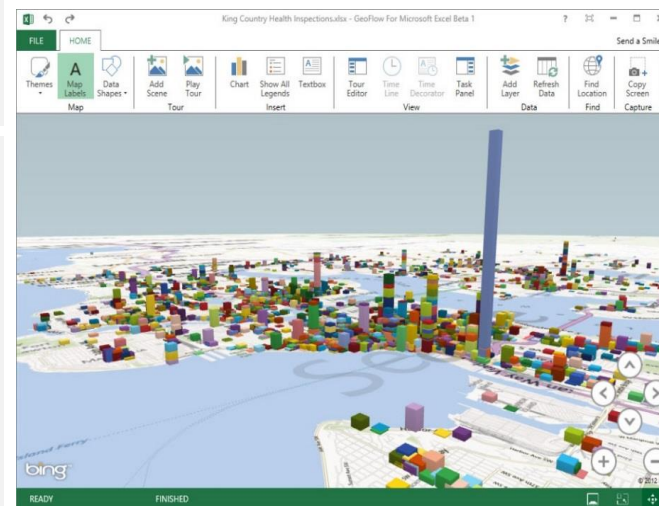 King Country Health Inspections.xlsx - GeoFlow For Microsoft Excel Beta 1
?
FILE
HOME
Send a Smile
Themes
Map Labels
Data Shapes
Add Scene
Play Tour
Chart
Show All Legends
Textbox
Tour Editor
Time Line
Time Decorator
Task Panel
Add Layer
Refresh Data
Find Location
Copy Screen
Map
Tour
Insert
View
Data
Find
Capture
bing
© 2012
READY
FINISHED